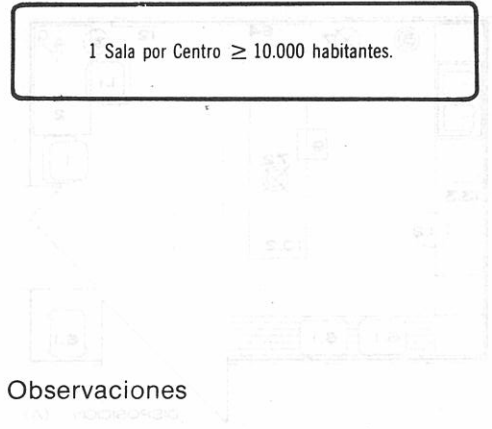 1 Sala por Centro ≥ 10.000 habitantes.
Observaciones